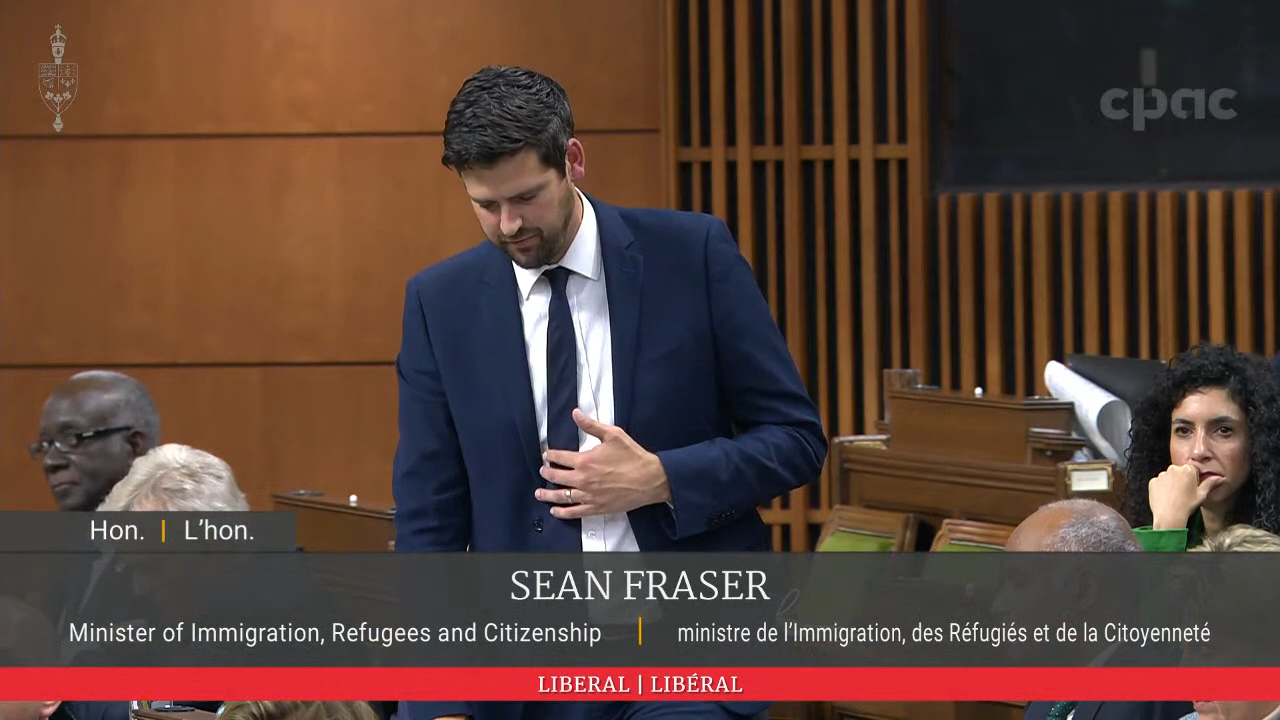 cpac
Hon. | L’hon.
SEAN FRASER
Minister of Immigration, Refugees and Citizenship | ministre de l’Immigration, des Réfugiés et de la Citoyenneté
LIBERAL | LIBÉRAL